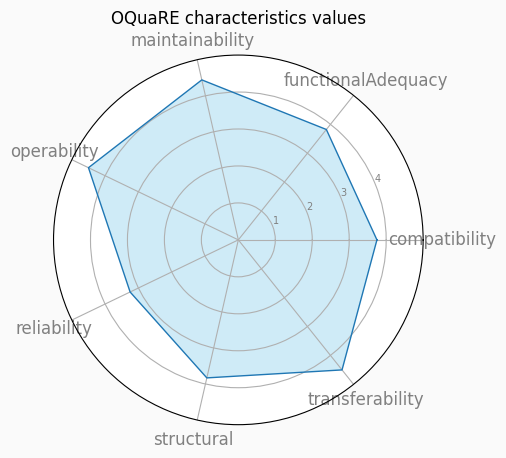 OQuaRE characteristics values
maintainability
functionalAdequacy
operability
4
3
2
1
compatibility
reliability
transferability
structural